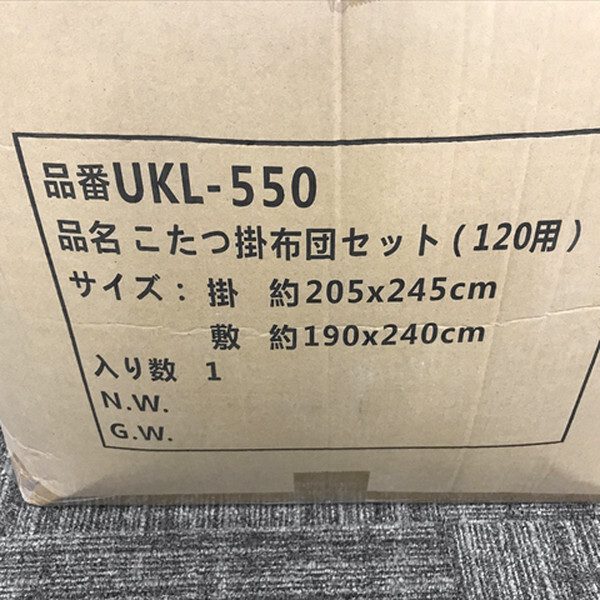 品番UKL-550
品名 こたつ掛布団セット(120用)
サイズ: 掛 約205x245cm
敷 約190x240cm
入り数 1
N.W.
G.W.